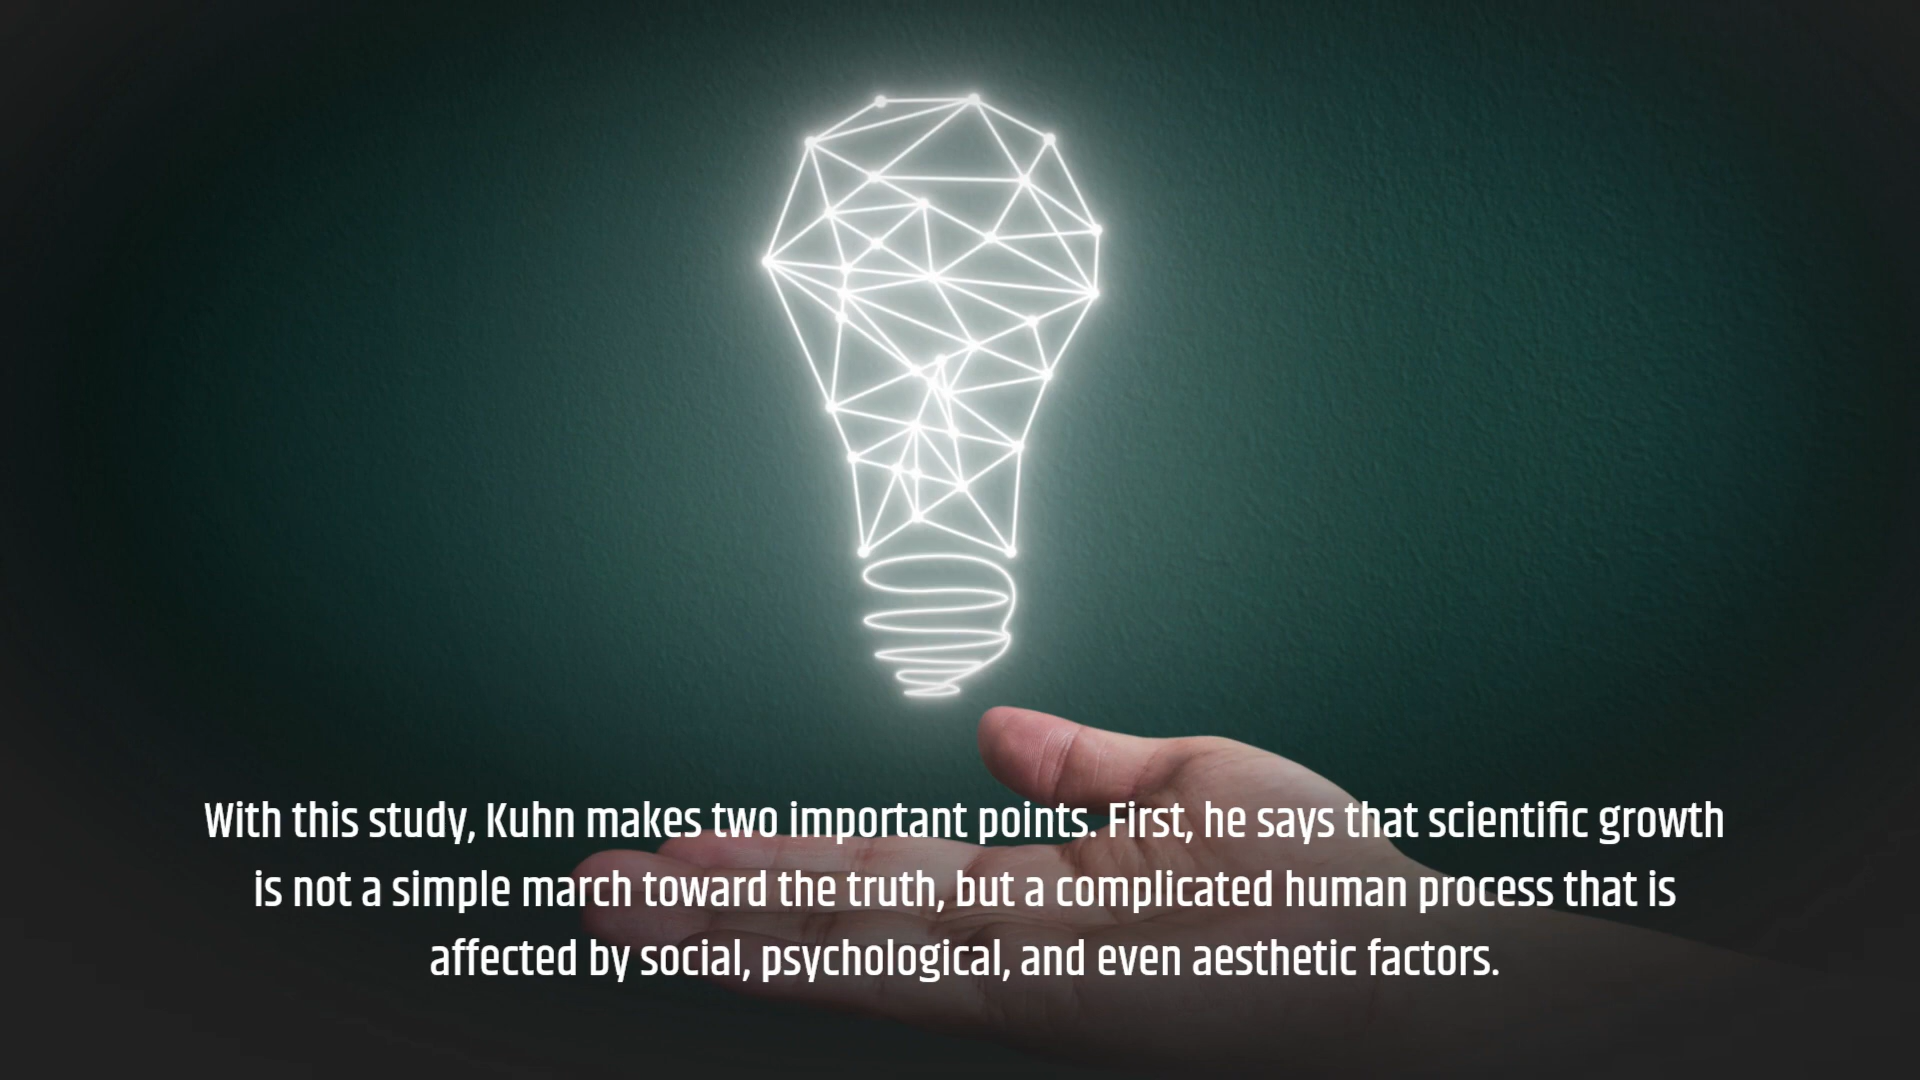 With this study, Kuhn makes two important points. First, he says that scientific growth
is not a simple march toward the truth, but a complicated human process that is
affected by social, psychological, and even aesthetic factors.